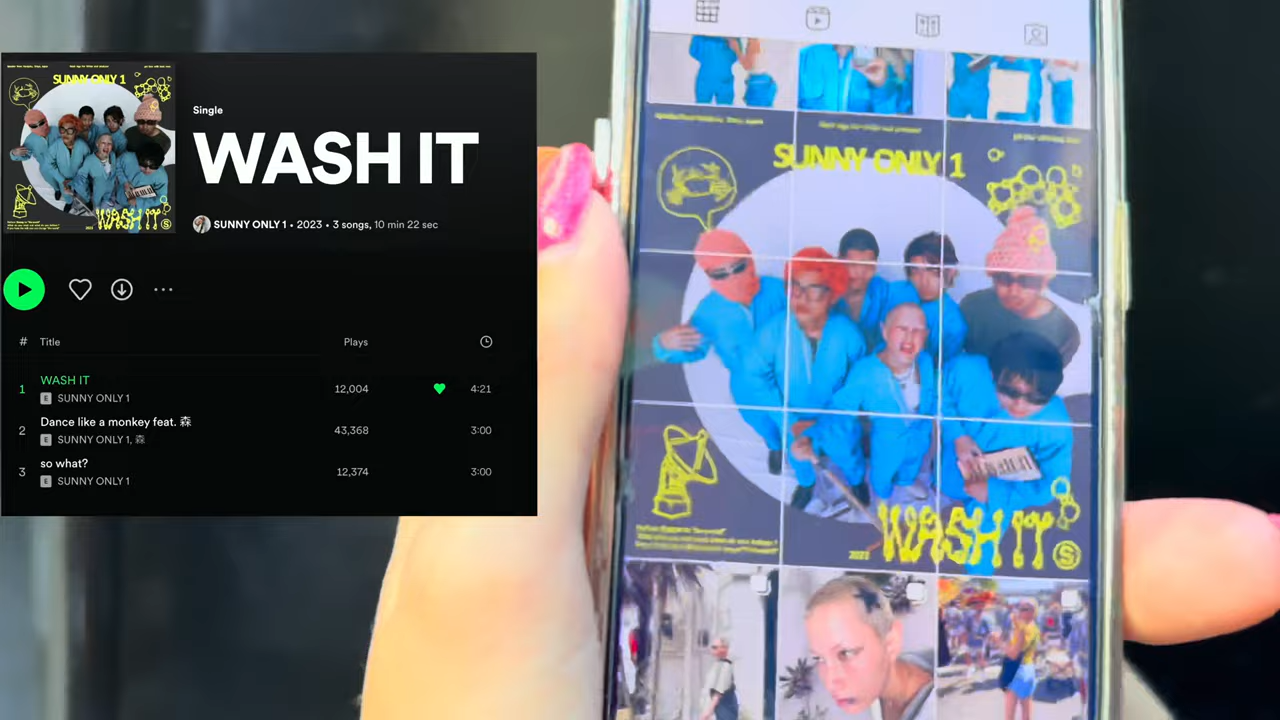 SUNNY ONLY 1
WASH IT
Single
WASH IT
SUNNY ONLY 1 • 2023 • 3 songs, 10 min 22 sec
# Title Plays
1 WASH IT 12,004 4:21
E SUNNY ONLY 1
2 Dance like a monkey feat. 森 43,368 3:00
E SUNNY ONLY 1, 森
3 so what? 12,374 3:00
E SUNNY ONLY 1
SUNNY ONLY 1
WASH IT
2023
S